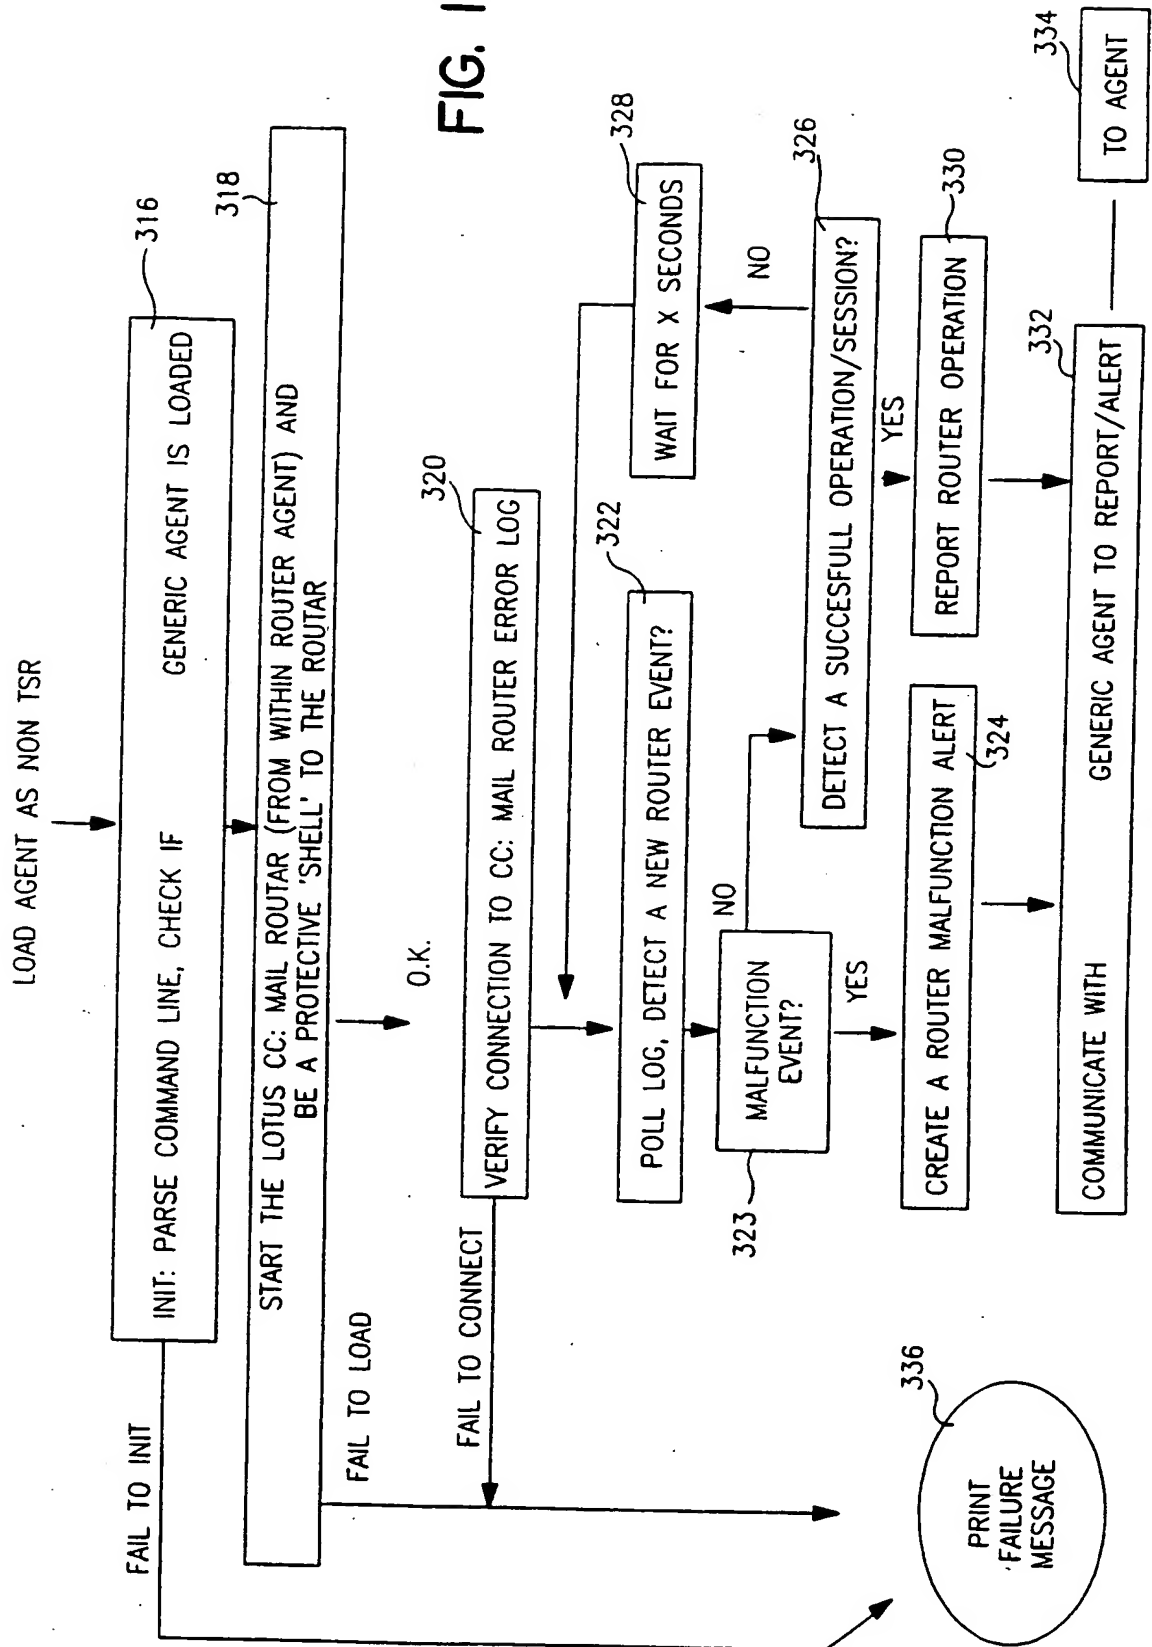 LOAD AGENT AS NON TSR
316
INIT: PARSE COMMAND LINE, CHECK IF GENERIC AGENT IS LOADED
FAIL TO INIT
318
START THE LOTUS CC: MAIL ROUTAR (FROM WITHIN ROUTER AGENT) AND
BE A PROTECTIVE 'SHELL' TO THE ROUTAR
FAIL TO LOAD
O.K.
FIG. 1
320
VERIFY CONNECTION TO CC: MAIL ROUTER ERROR LOG
FAIL TO CONNECT
328
WAIT FOR X SECONDS
322
POLL LOG, DETECT A NEW ROUTER EVENT?
NO
NO
323
MALFUNCTION
EVENT?
326
DETECT A SUCCESFULL OPERATION/SESSION?
YES
YES
CREATE A ROUTER MALFUNCTION ALERT
324
330
REPORT ROUTER OPERATION
332
COMMUNICATE WITH GENERIC AGENT TO REPORT/ALERT
334
TO AGENT
336
PRINT
FAILURE
MESSAGE